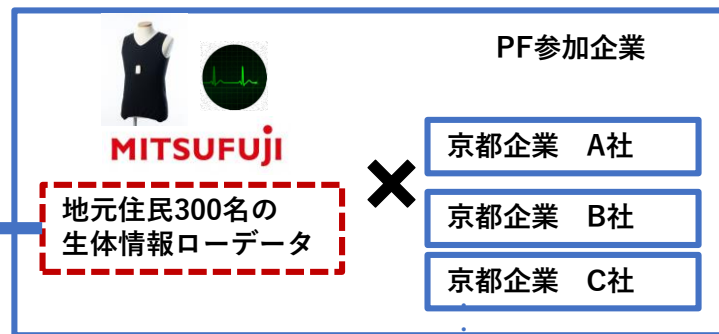 PF参加企業
MITSUFUJI
地元住民300名の
生体情報ローデータ
京都企業 A社
京都企業 B社
京都企業 C社